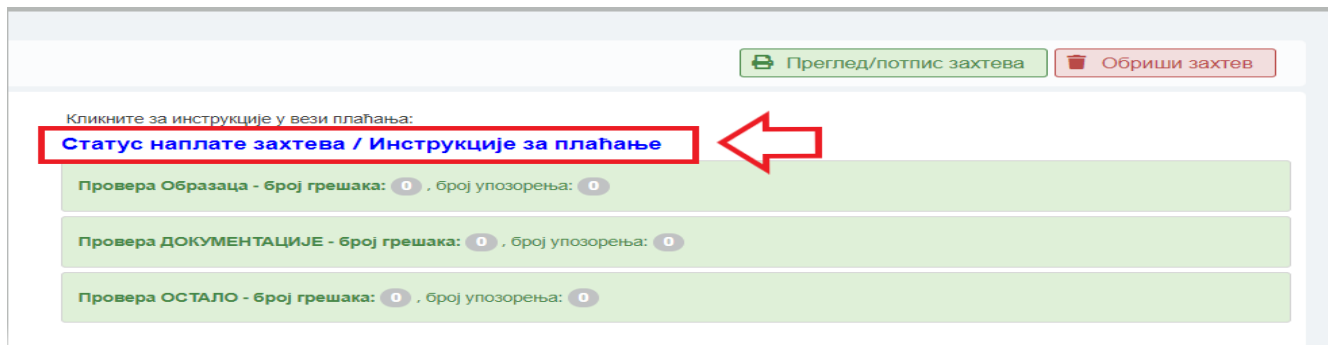 Преглед/потпис захтева Обриши захтев
Кликните за инструкције у вези плаћања:
Статус наплате захтева / Инструкције за плаћање
Провера Образаца - број грешака: 0 , број упозорења: 0
Провера ДОКУМЕНТАЦИЈЕ - број грешака: 0 , број упозорења: 0
Провера ОСТАЛО - број грешака: 0 , број упозорења: 0